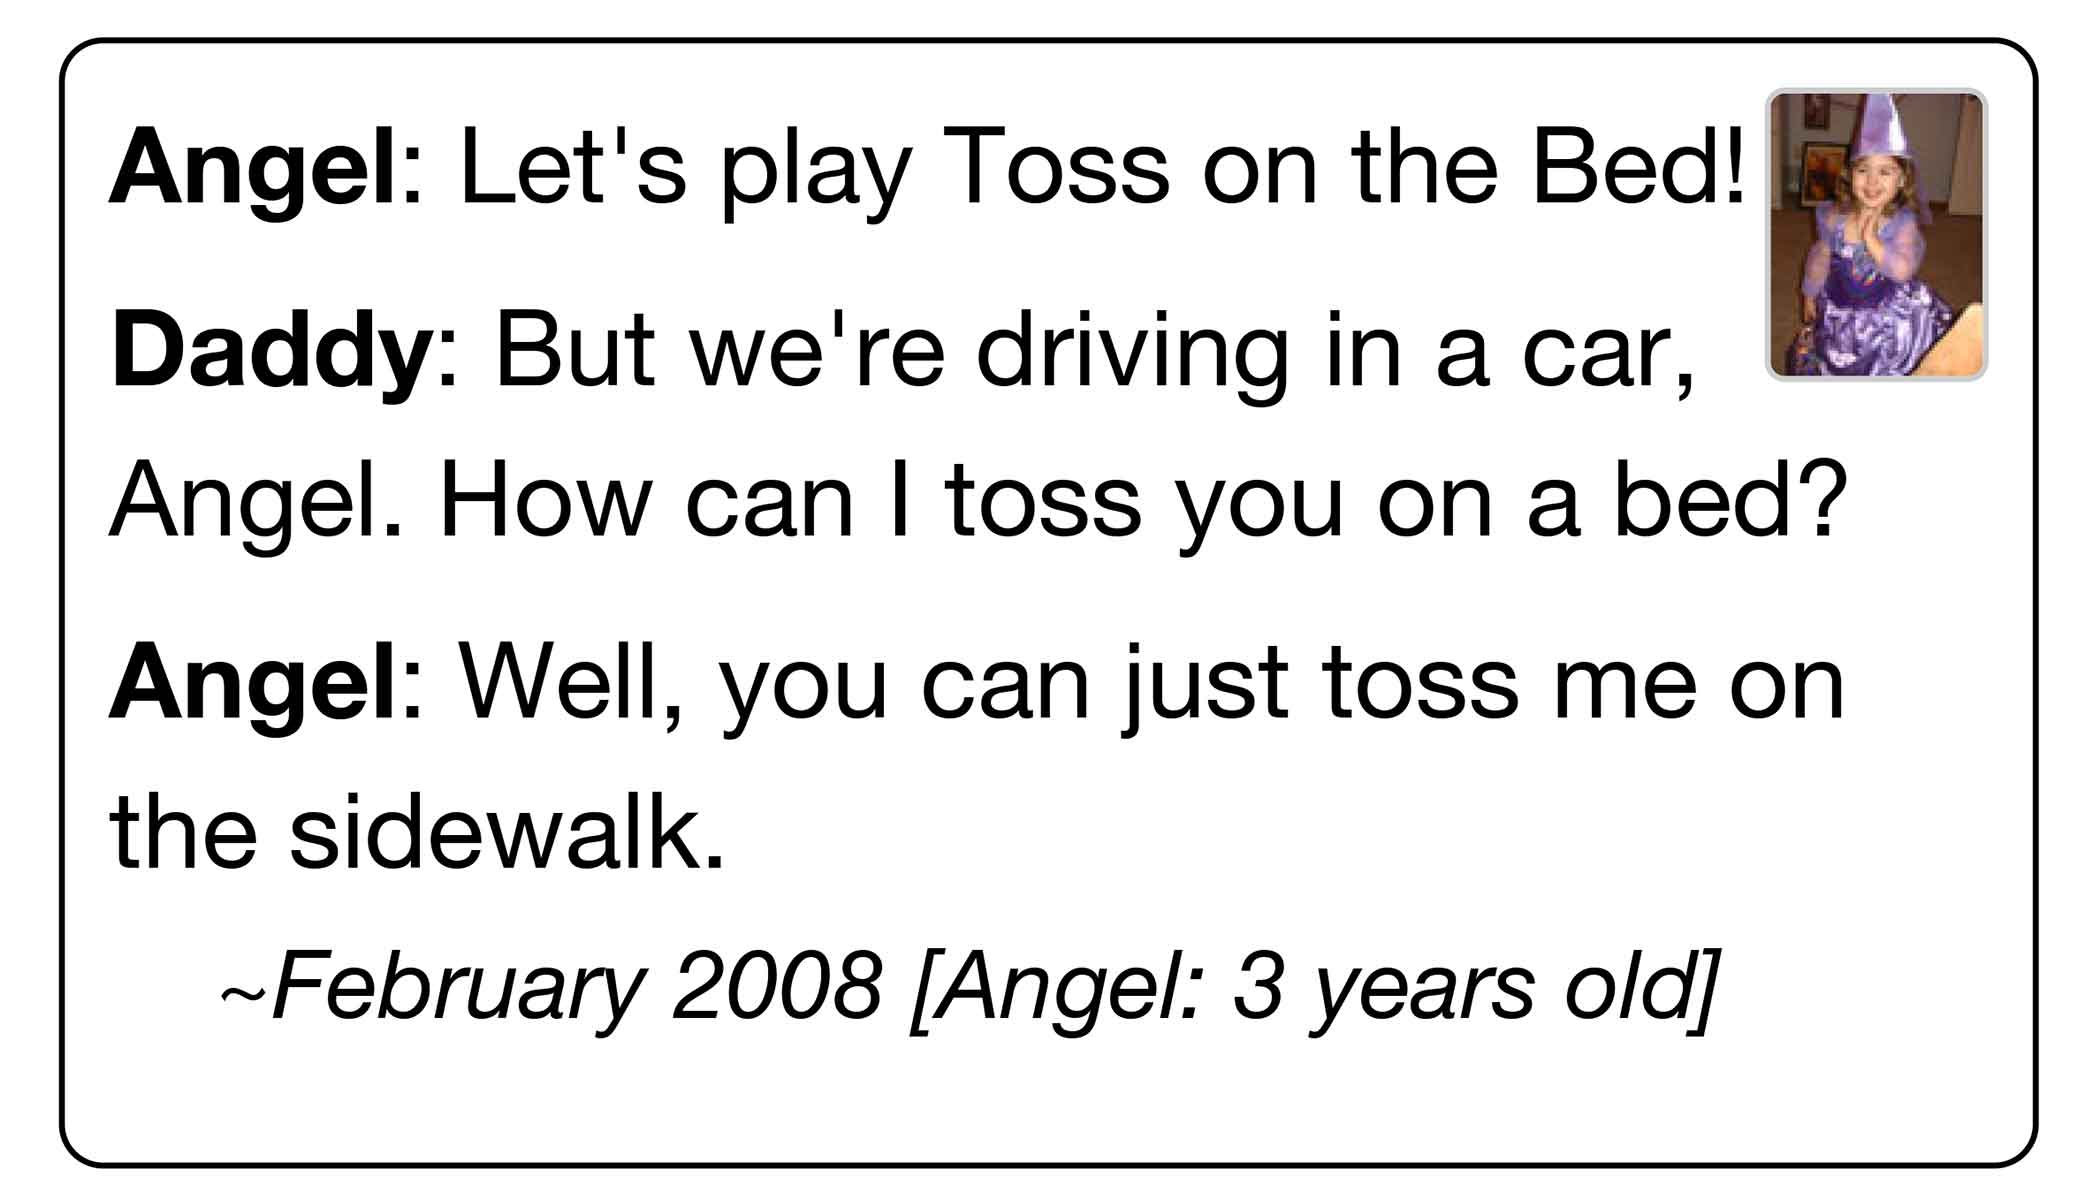 Angel: Let's play Toss on the Bed!
Daddy: But we're driving in a car,
Angel. How can I toss you on a bed?
Angel: Well, you can just toss me on
the sidewalk.
~February 2008 [Angel: 3 years old]